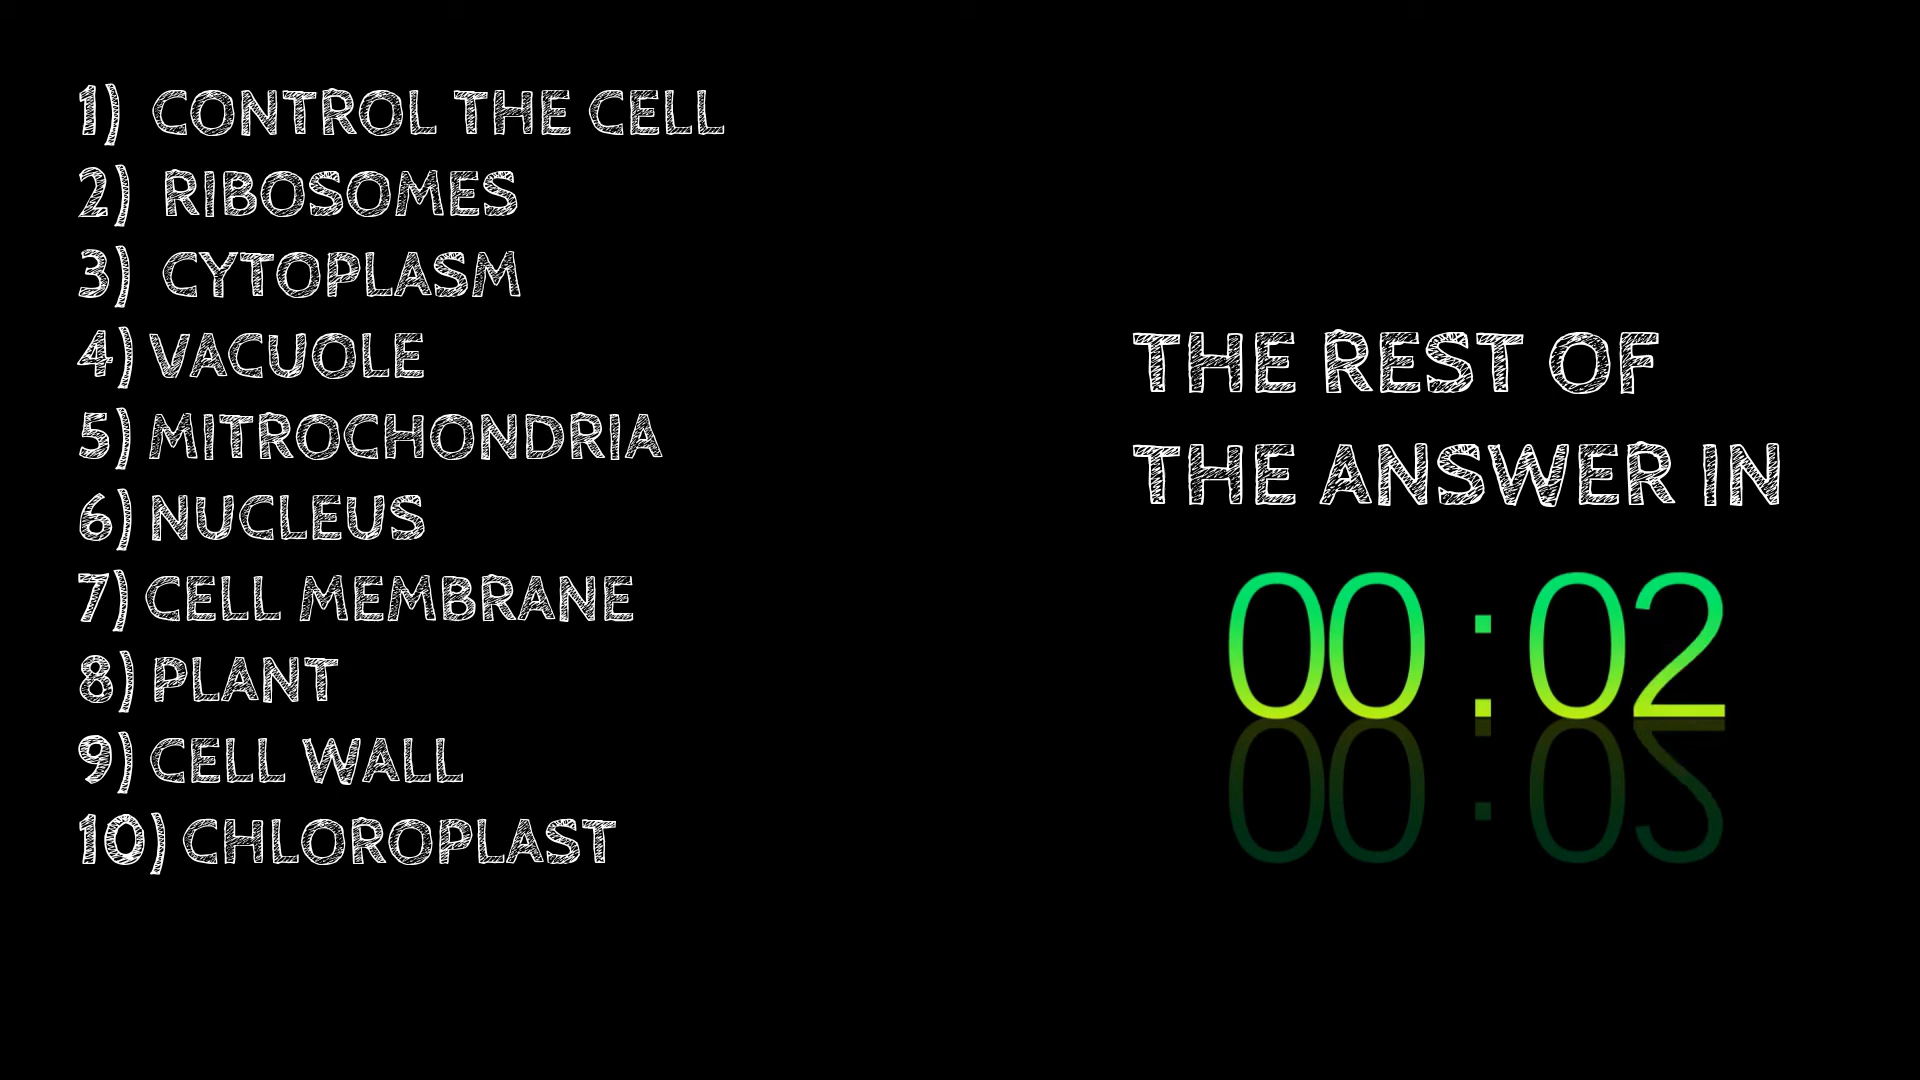 1) CONTROL THE CELL
2) RIBOSOMES
3) CYTOPLASM
4) VACUOLE
5) MITROCHONDRIA
6) NUCLEUS
7) CELL MEMBRANE
8) PLANT
9) CELL WALL
10) CHLOROPLAST
THE REST OF
THE ANSWER IN
00:02